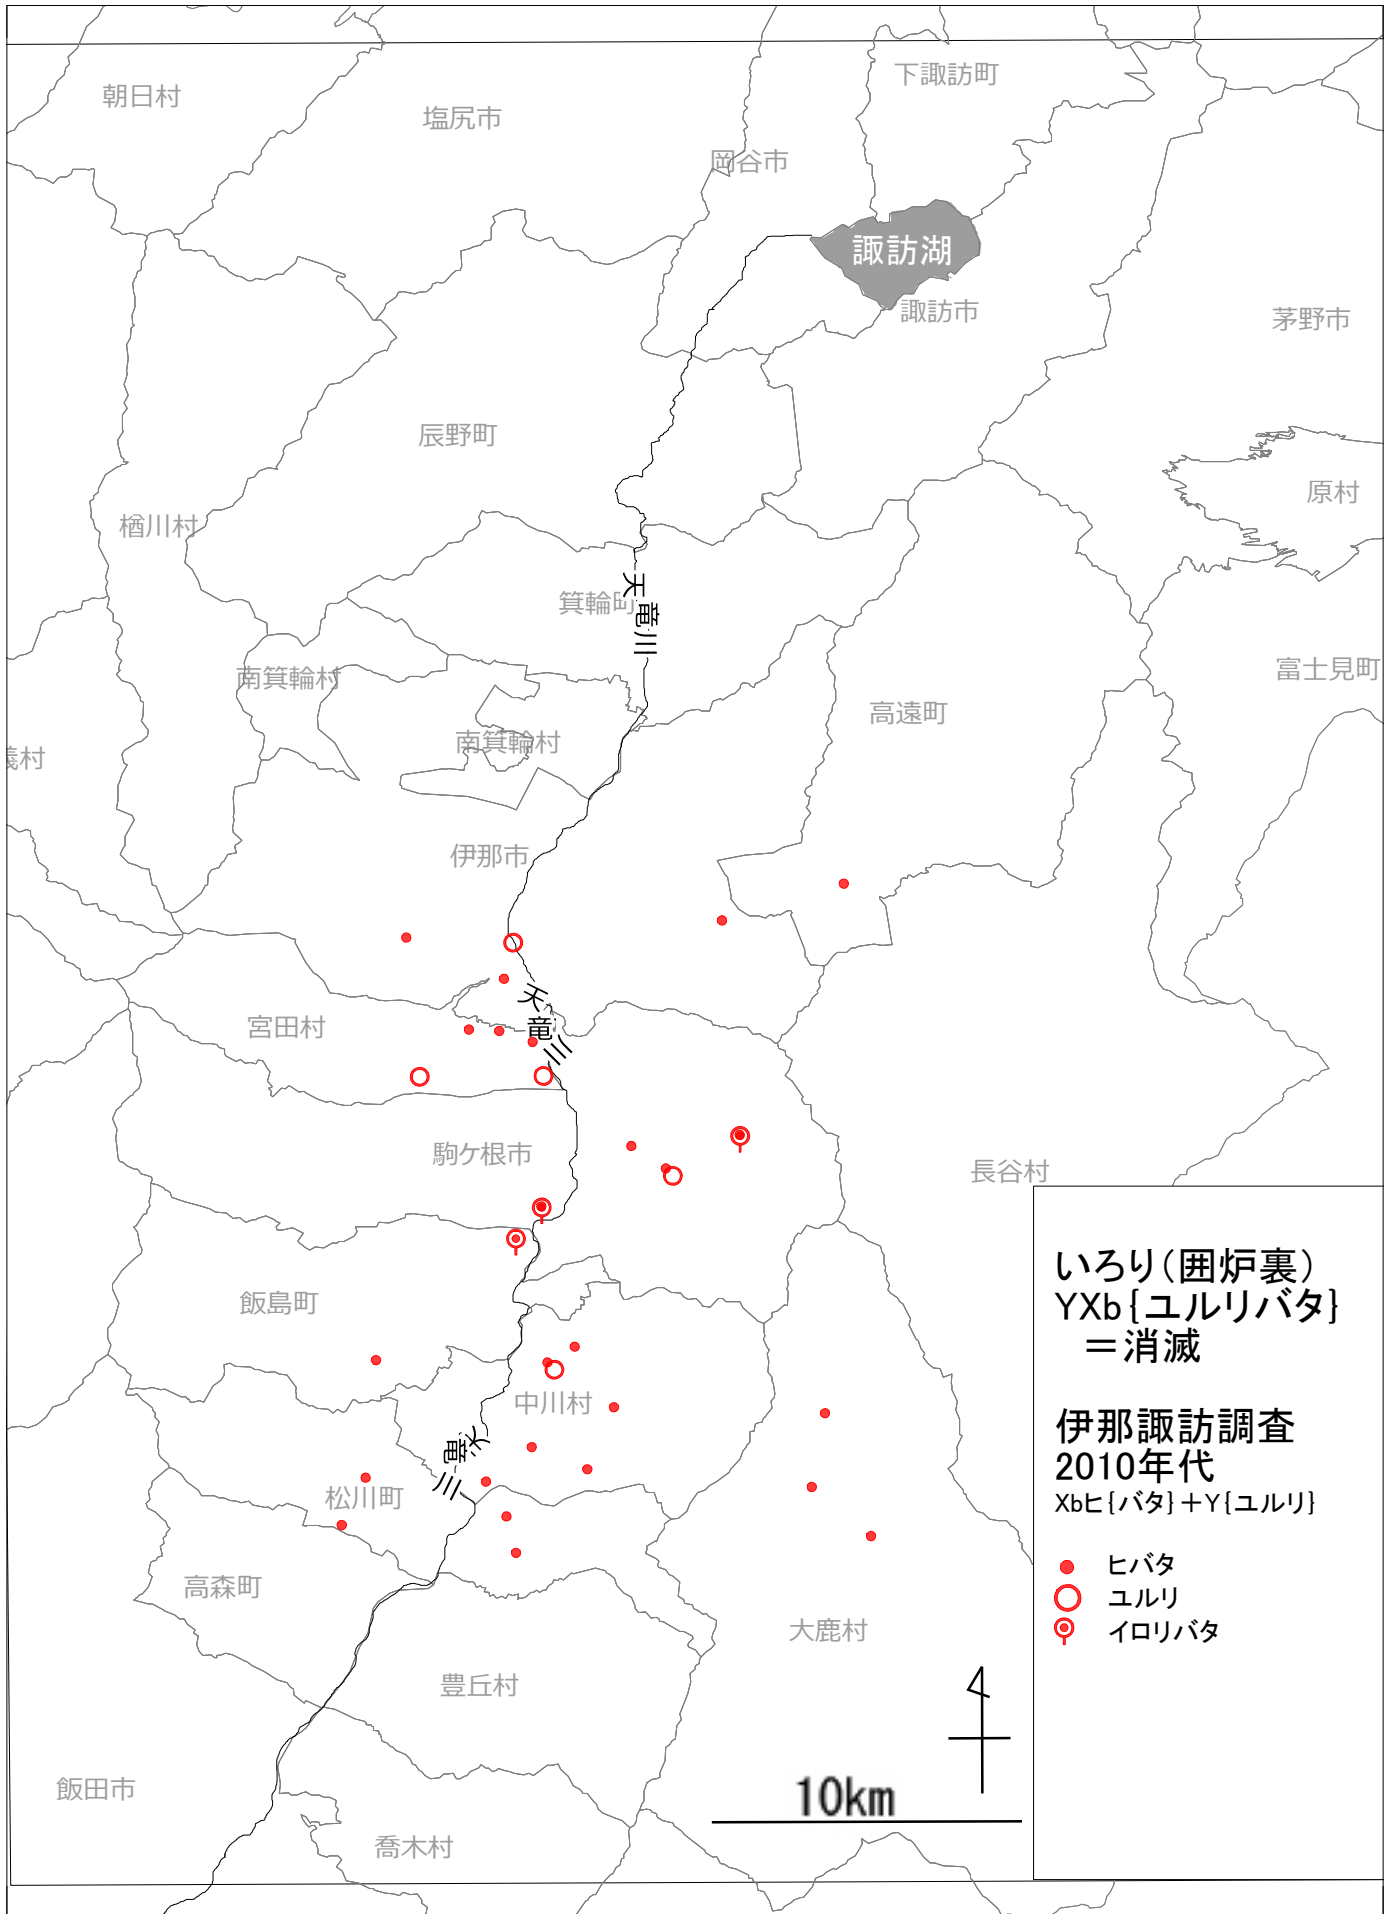 朝日村
塩尻市
下諏訪町
岡谷市
諏訪湖
諏訪市
茅野市
辰野町
原村
楢川村
箕輪町
天竜川
南箕輪村
富士見町
高遠町
南箕輪村
義村
伊那市
天竜川
宮田村
駒ケ根市
長谷村
飯島町
中川村
天竜川
松川町
高森町
大鹿村
豊丘村
飯田市
喬木村
10km
いろり(囲炉裏)
YXb{ユルリバタ}
＝消滅
伊那諏訪調査
2010年代
Xbヒ{バタ}＋Y{ユルリ}
ヒバタ
ユルリ
イロリバタ